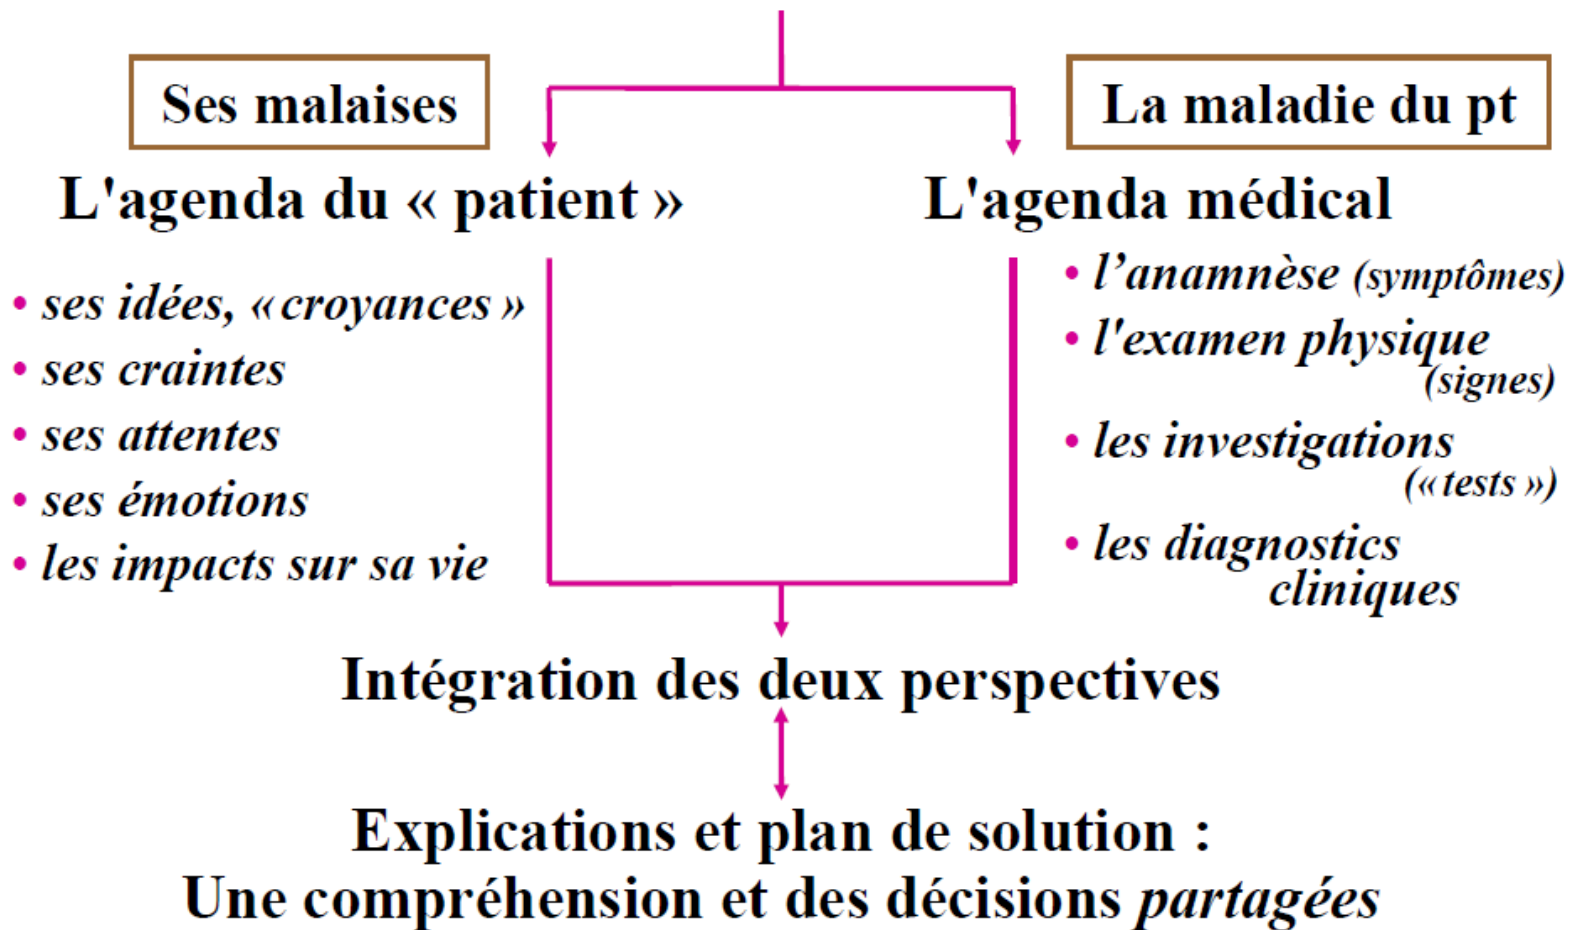 Ses malaises
La maladie du pt
L'agenda du « patient »
L'agenda médical
• ses idées, « croyances »
• ses craintes
• ses attentes
• ses émotions
• les impacts sur sa vie
• l’anamnèse (symptômes)
• l'examen physique
(signes)
• les investigations
(« tests »)
• les diagnostics
cliniques
Intégration des deux perspectives
Explications et plan de solution :
Une compréhension et des décisions partagées